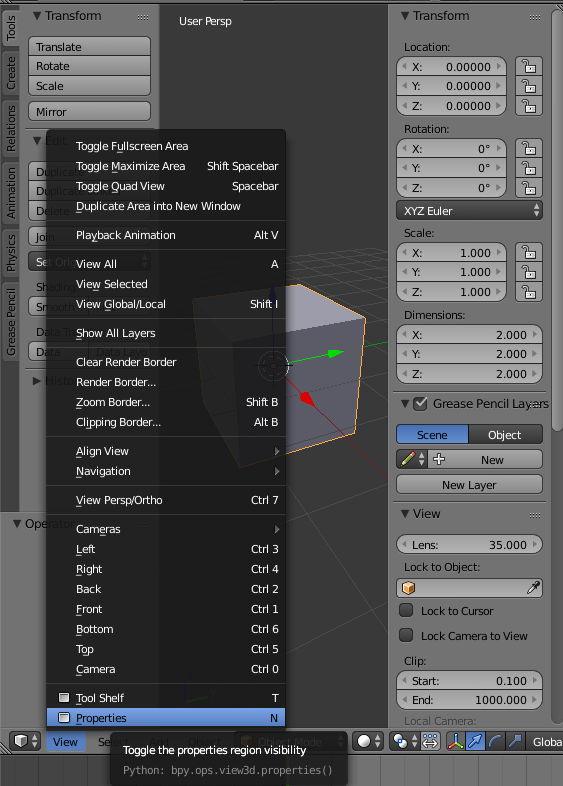 Tools
Create
Relations
Animation
Physics
Grease Pencil
Transform
Translate
Rotate
Scale
Mirror
User Persp
Toggle Fullscreen Area
Toggle Maximize Area Shift Spacebar
Toggle Quad View Spacebar
Duplicate Area into New Window
Playback Animation Alt V
View All A
View Selected
View Global/Local Shift I
Show All Layers
Clear Render Border
Render Border...
Zoom Border... Shift B
Clipping Border... Alt B
Align View
Navigation
View Persp/Ortho Ctrl 7
Cameras
Left Ctrl 3
Right Ctrl 4
Back Ctrl 2
Front Ctrl 1
Bottom Ctrl 6
Top Ctrl 5
Camera Ctrl 0
Tool Shelf T
Properties N
View
Object Mode
Globa
Toggle the properties region visibility
Python: bpy.ops.view3d.properties()
Transform
Location:
X: 0.00000
Y: 0.00000
Z: 0.00000
Rotation:
X: 0°
Y: 0°
Z: 0°
XYZ Euler
Scale:
X: 1.000
Y: 1.000
Z: 1.000
Dimensions:
X: 2.000
Y: 2.000
Z: 2.000
Grease Pencil Layers
Scene Object
New
New Layer
View
Lens: 35.000
Lock to Object:
Lock to Cursor
Lock Camera to View
Clip:
Start: 0.100
End: 1000.000
Local Camera: